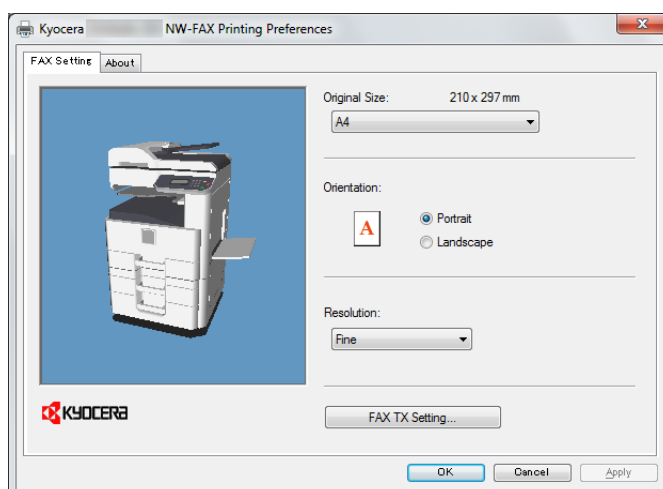 Kyocera NW-FAX Printing Preferences
FAX Setting About
Original Size: 210 x 297 mm
A4
Orientation:
A
Portrait
Landscape
Resolution:
Fine
KYOCERA
FAX TX Setting...
OK Cancel Apply